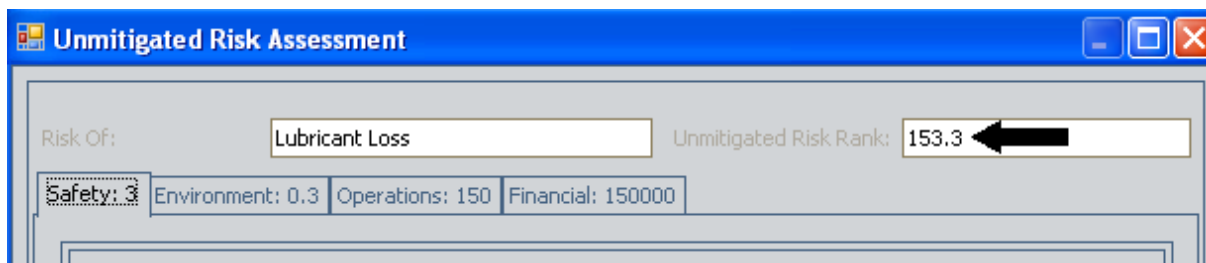 Unmitigated Risk Assessment
Risk Of: Lubricant Loss Unmitigated Risk Rank: 153.3
Safety: 3 Environment: 0.3 Operations: 150 Financial: 150000